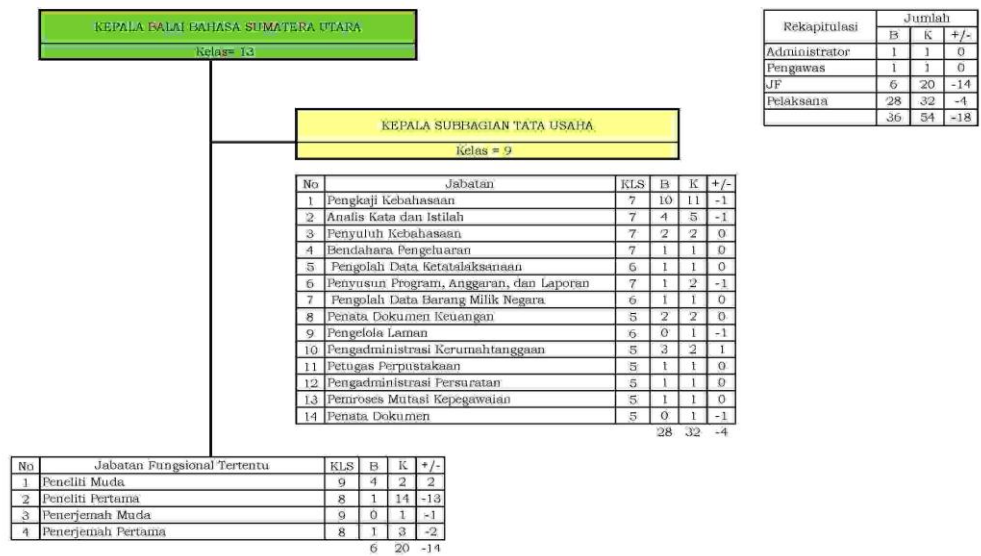 KEPALA BALAI BAHASA SUMATERA UTARA
Kelas= 13
Rekapitulasi Jumlah
B K +/-
Administrator 1 1 0
Pengawas 1 1 0
JF 6 20 -14
Pelaksana 28 32 -4
36 54 -18
KEPALA SUBBAGIAN TATA USAHA
Kelas = 9
No Jabatan KLS B K +/-
1 Pengkaji Kebahasaan 7 10 11 -1
2 Analis Kata dan Istilah 7 4 5 -1
3 Penyuluh Kebahasaan 7 2 2 0
4 Bendahara Pengeluaran 7 1 1 0
5 Pengolah Data Ketatalaksanaan 6 1 1 0
6 Penyusun Program, Anggaran, dan Laporan 7 1 2 -1
7 Pengolah Data Barang Milik Negara 6 1 1 0
8 Penata Dokumen Keuangan 5 2 2 0
9 Pengelola Laman 6 0 1 -1
10 Pengadministrasi Kerumahtanggaan 5 3 2 1
11 Petugas Perpustakaan 5 1 1 0
12 Pengadministrasi Persuratan 5 1 1 0
13 Pemroses Mutasi Kepegawaian 5 1 1 0
14 Penata Dokumen 5 0 1 -1
28 32 -4
No Jabatan Fungsional Tertentu KLS B K +/-
1 Peneliti Muda 9 4 2 2
2 Peneliti Pertama 8 1 14 -13
3 Penerjemah Muda 9 0 1 -1
4 Penerjemah Pertama 8 1 3 -2
6 20 -14